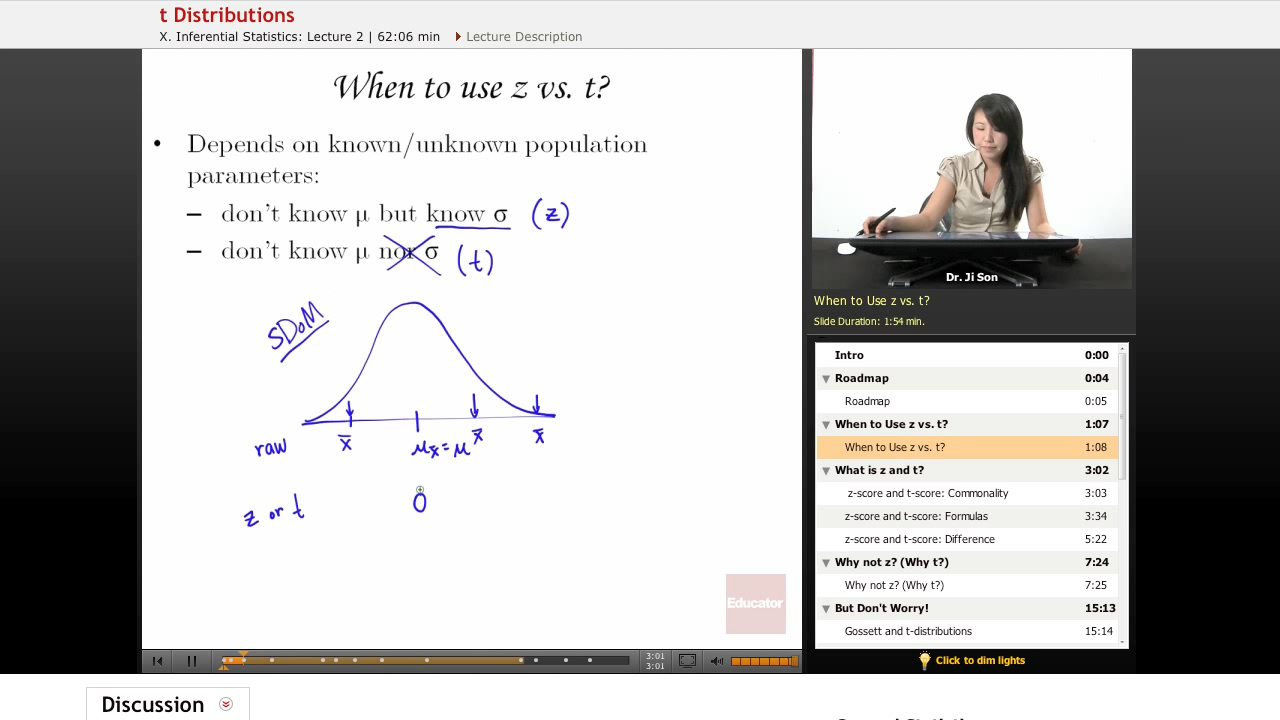 t Distributions
X. Inferential Statistics: Lecture 2 | 62:06 min
Lecture Description
When to use z vs. t?
• Depends on known/unknown population
parameters:
– don't know μ but know σ (z)
– don't know μ nor σ (t)
SDoM
raw x̄ μx̄ = μ x̄ x̄
z or t 0
Educator
3:01
3:01
Dr. Ji Son
When to Use z vs. t?
Slide Duration: 1:54 min.
Intro 0:00
Roadmap 0:04
Roadmap 0:05
When to Use z vs. t? 1:07
When to Use z vs. t? 1:08
What is z and t? 3:02
z-score and t-score: Commonality 3:03
z-score and t-score: Formulas 3:34
z-score and t-score: Difference 5:22
Why not z? (Why t?) 7:24
Why not z? (Why t?) 7:25
But Don't Worry! 15:13
Gossett and t-distributions 15:14
Click to dim lights
Discussion